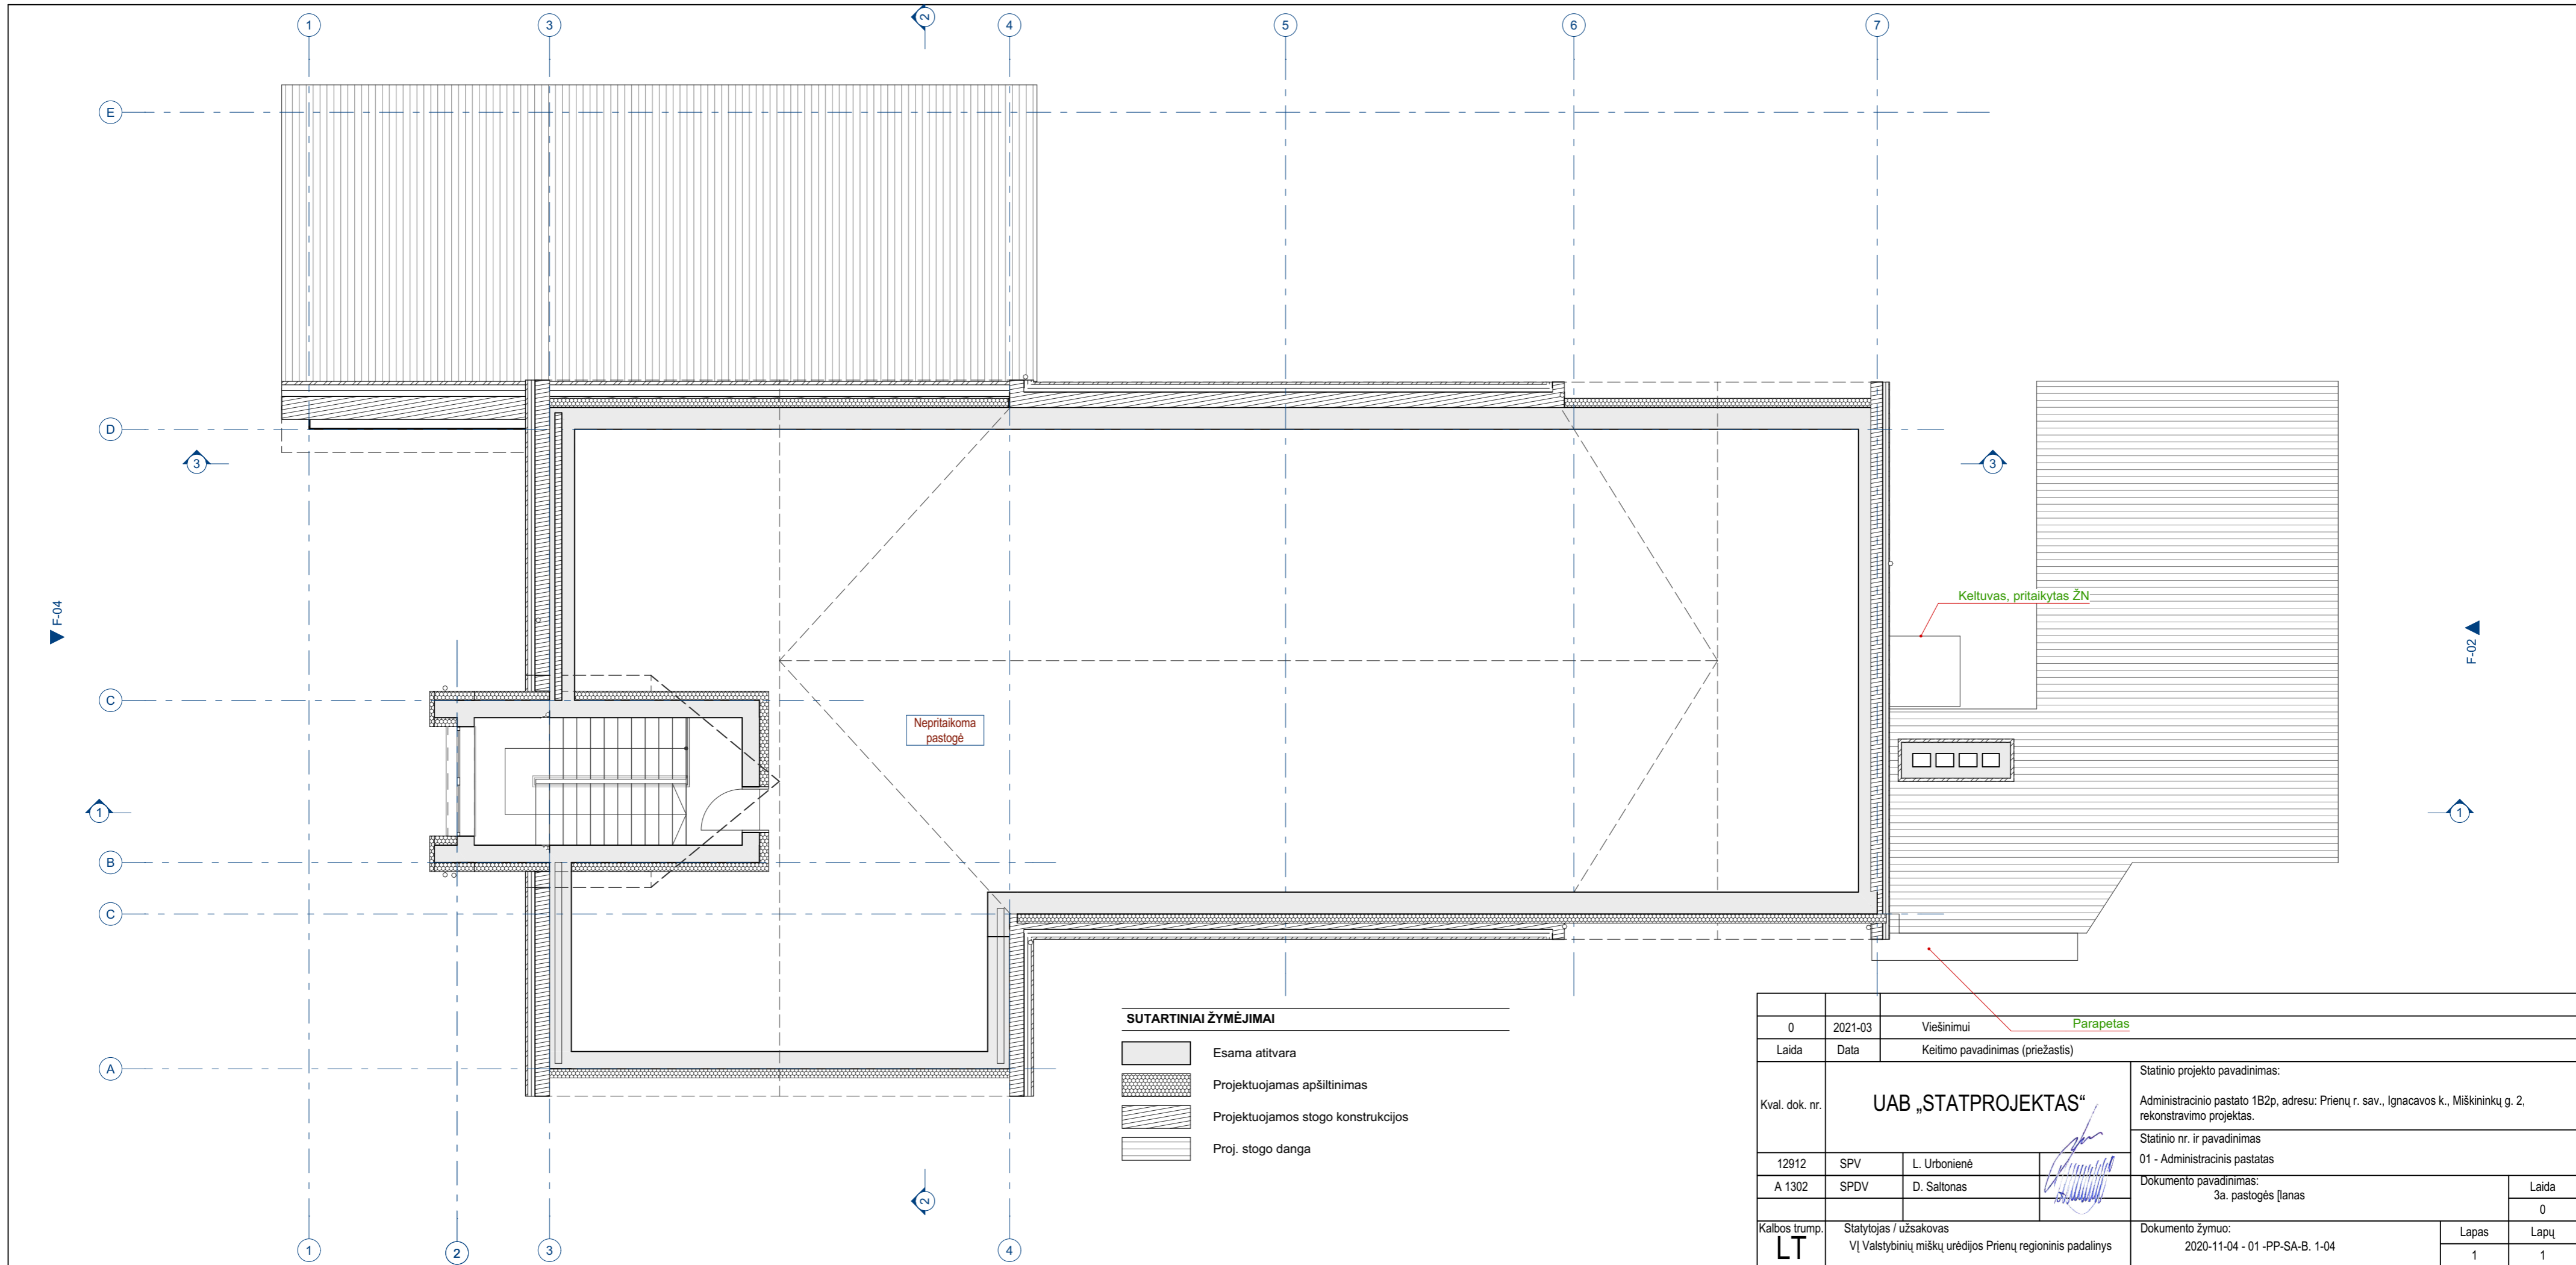 1
3
2
4
5
6
7
E
D
3
3
F-04
Keltuvas, pritaikytas ŽN
F-02
C
Nepritaikoma
pastogė
1
1
B
C
A
SUTARTINIAI ŽYMĖJIMAI
Esama atitvara
Projektuojamas apšiltinimas
Projektuojamos stogo konstrukcijos
Proj. stogo danga
2
1
2
3
4
Parapetas
0 2021-03 Viešinimui
Laida Data Keitimo pavadinimas (priežastis)
Kval. dok. nr.
UAB „STATPROJEKTAS“
Statinio projekto pavadinimas:
Administracinio pastato 1B2p, adresu: Prienų r. sav., Ignacavos k., Miškininkų g. 2,
rekonstravimo projektas.
Statinio nr. ir pavadinimas
01 - Administracinis pastatas
12912 SPV L. Urbonienė
A 1302 SPDV D. Saltonas
Dokumento pavadinimas:
3a. pastogės [lanas
Laida
0
Kalbos trump.
LT
Statytojas / užsakovas
VĮ Valstybinių miškų urėdijos Prienų regioninis padalinys
Dokumento žymuo:
2020-11-04 - 01 -PP-SA-B. 1-04
Lapas Lapų
1 1